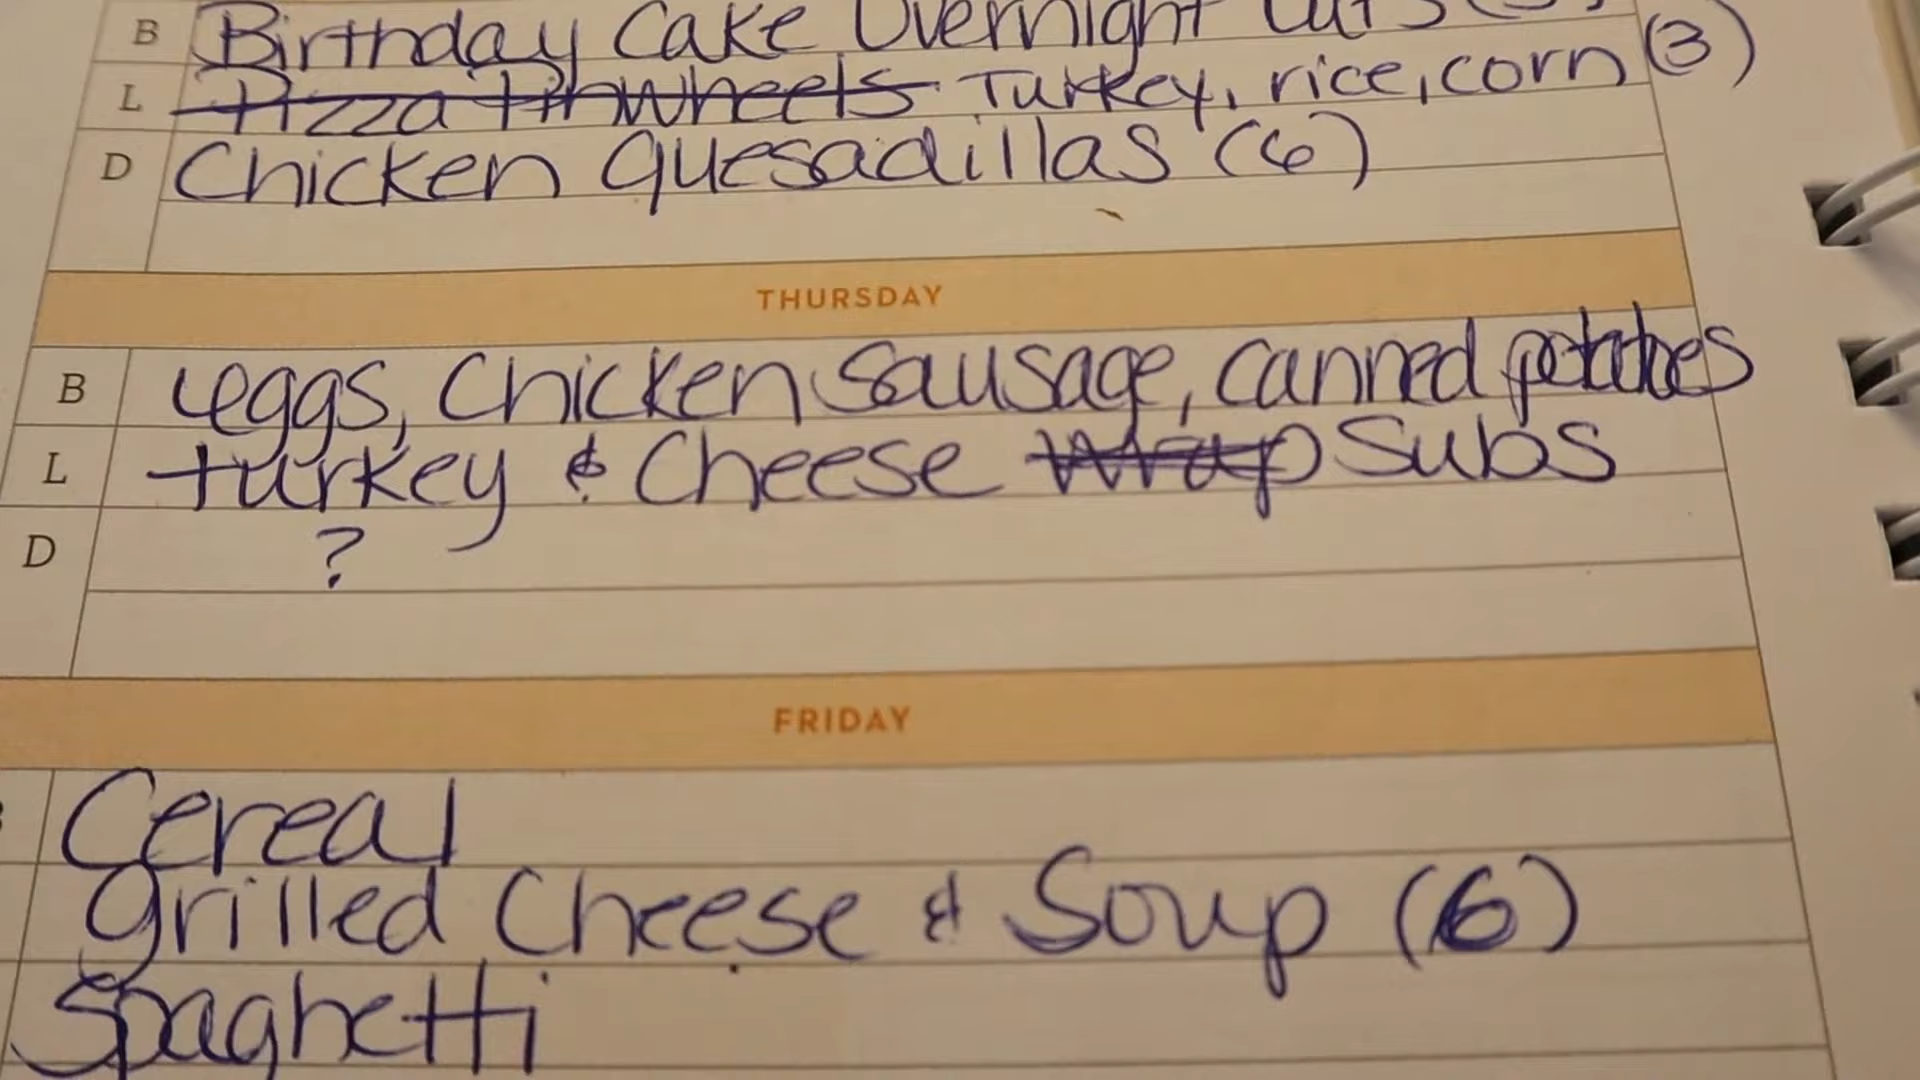 B Birthday Cake Overnight
L Pizza Pinwheels Turkey, rice, corn (3)
D Chicken quesadillas (6)
THURSDAY
B eggs, Chicken Sausage, canned potatoes
L turkey & Cheese Wrap Subs
D ?
FRIDAY
Cereal
grilled Cheese & Soup (6)
Spaghetti